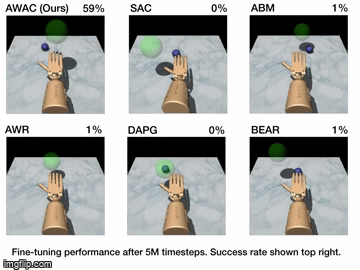 AWAC (Ours) 59%
SAC 0%
ABM 1%
AWR 1%
DAPG 0%
BEAR 1%
Fine-tuning performance after 5M timesteps. Success rate shown top right.
imgflip.com